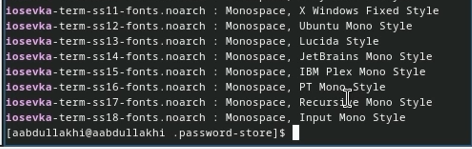 iosevka-term-ss11-fonts.noarch : Monospace, X Windows Fixed Style
iosevka-term-ss12-fonts.noarch : Monospace, Ubuntu Mono Style
iosevka-term-ss13-fonts.noarch : Monospace, Lucida Style
iosevka-term-ss14-fonts.noarch : Monospace, JetBrains Mono Style
iosevka-term-ss15-fonts.noarch : Monospace, IBM Plex Mono Style
iosevka-term-ss16-fonts.noarch : Monospace, PT Mono Style
iosevka-term-ss17-fonts.noarch : Monospace, Recursive Mono Style
iosevka-term-ss18-fonts.noarch : Monospace, Input Mono Style
[aabdullakhi@aabdullakhi .password-store]$